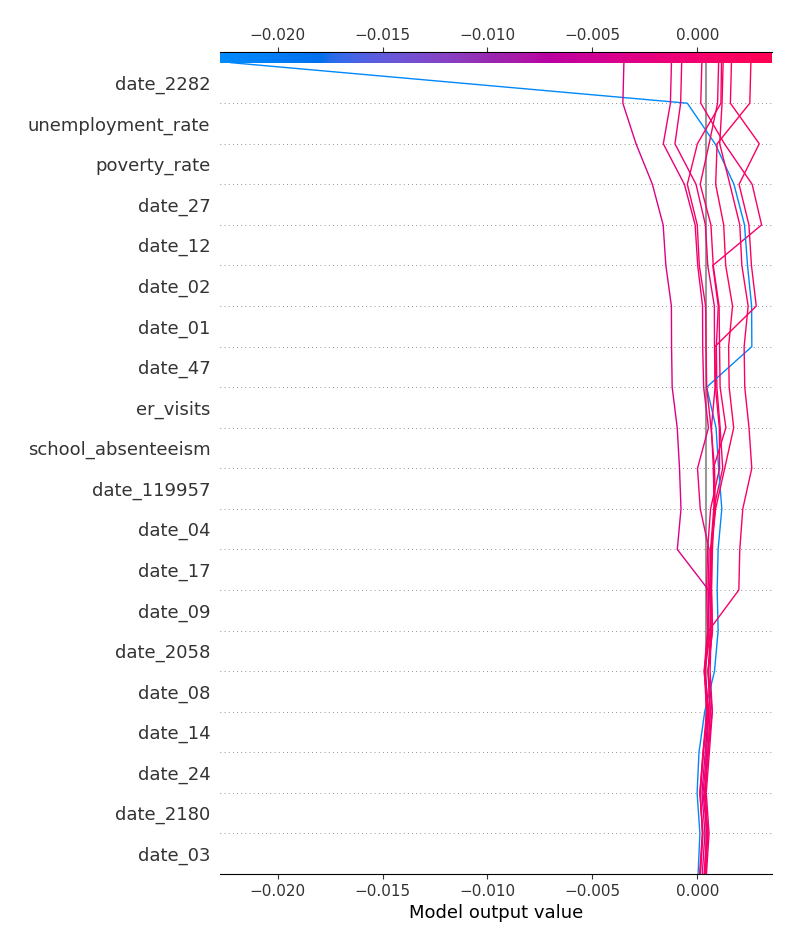 −0.020 −0.015 −0.010 −0.005 0.000
date_2282
unemployment_rate
poverty_rate
date_27
date_12
date_02
date_01
date_47
er_visits
school_absenteeism
date_119957
date_04
date_17
date_09
date_2058
date_08
date_14
date_24
date_2180
date_03
−0.020 −0.015 −0.010 −0.005 0.000
Model output value